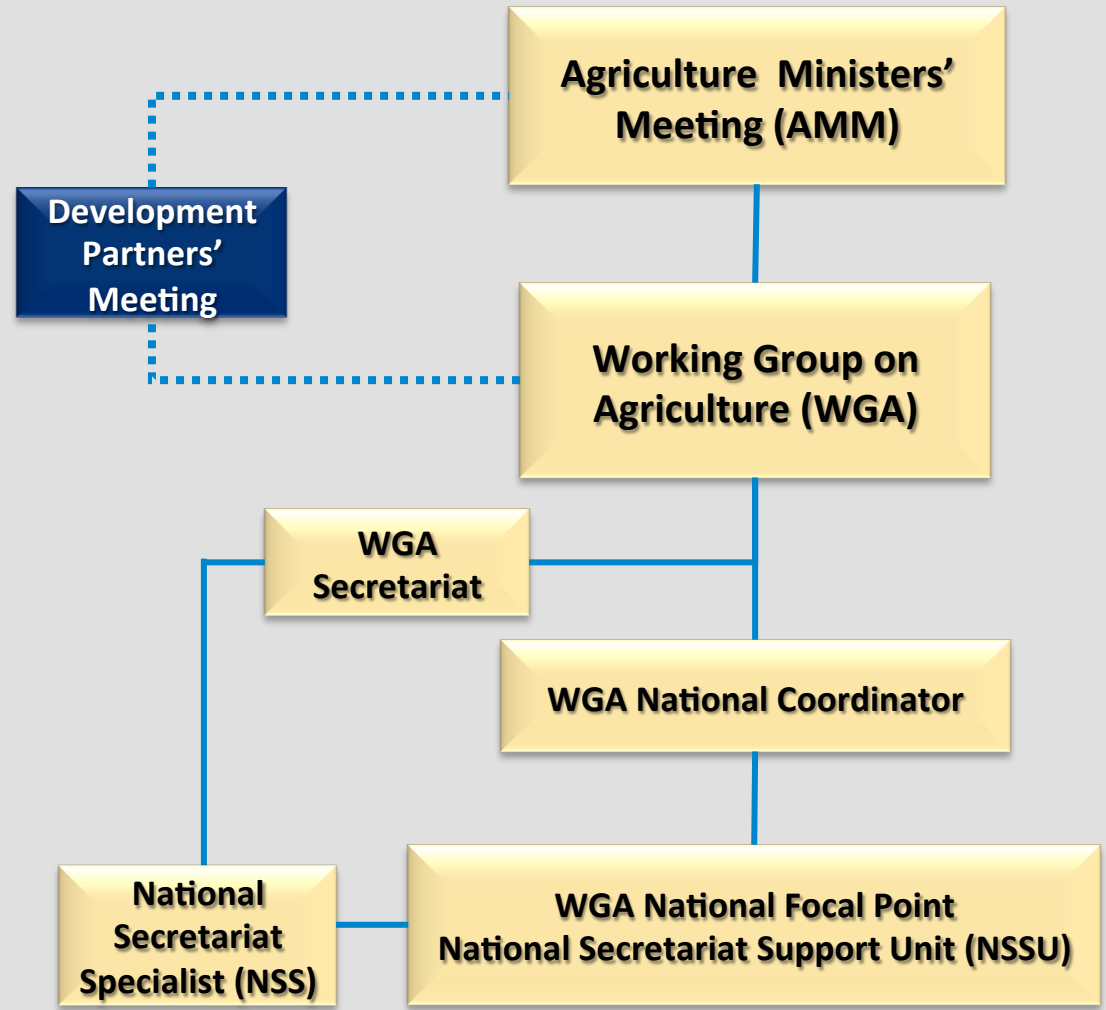 Agriculture Ministers’
Meeting (AMM)
Development
Partners’
Meeting
Working Group on
Agriculture (WGA)
WGA
Secretariat
WGA National Coordinator
National
Secretariat
Specialist (NSS)
WGA National Focal Point
National Secretariat Support Unit (NSSU)